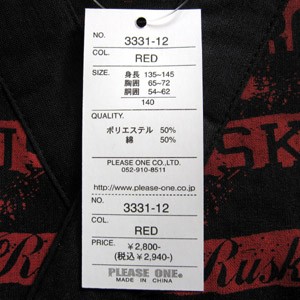 NO. 3331-12
COL. RED
SIZE. 身長 135~145
胸囲 65~72
胴囲 54~62
140
QUALITY.
ポリエステル 50%
綿 50%
PLEASE ONE CO.,LTD.
052-910-8511
http://www.please-one.co.jp
NO. 3331-12
COL. RED
PRICE. ¥2,800-
(税込¥2,940-)
PLEASE ONE.
MADE IN CHINA
Rusk